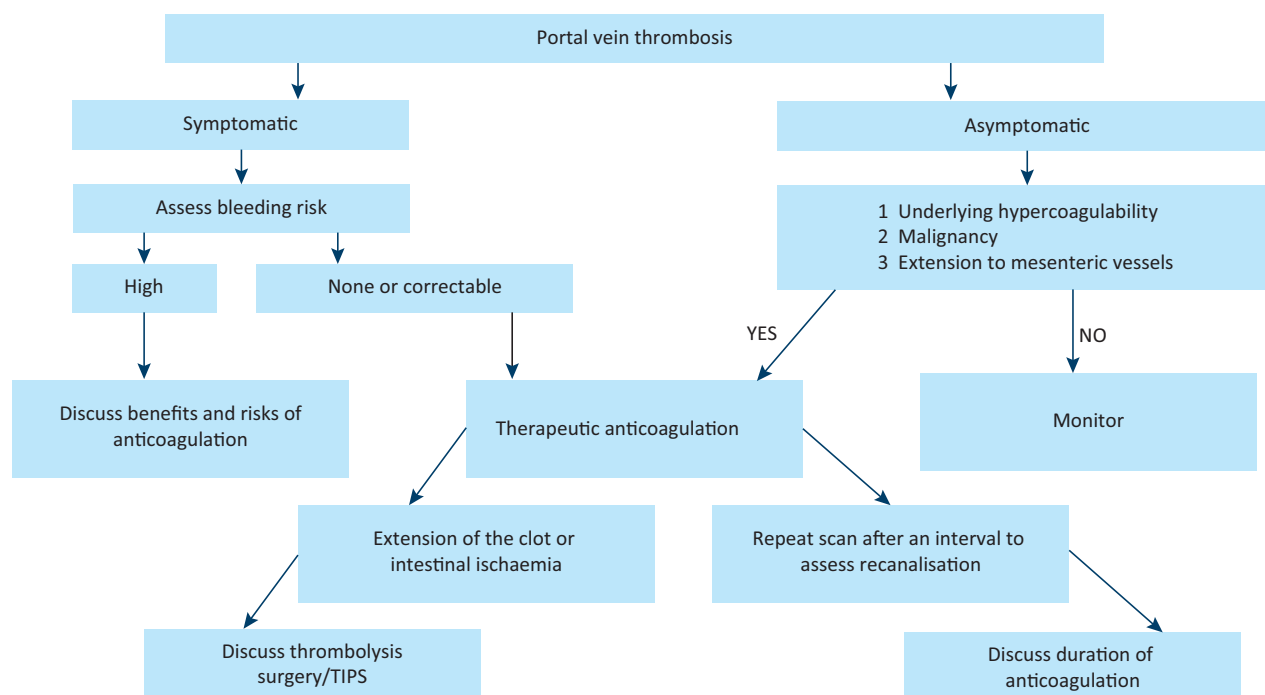 Portal vein thrombosis
Symptomatic
Asymptomatic
Assess bleeding risk
1 Underlying hypercoagulability
2 Malignancy
3 Extension to mesenteric vessels
High
None or correctable
YES
NO
Discuss benefits and risks of
anticoagulation
Therapeutic anticoagulation
Monitor
Extension of the clot or
intestinal ischaemia
Repeat scan after an interval to
assess recanalisation
Discuss thrombolysis
surgery/TIPS
Discuss duration of
anticoagulation